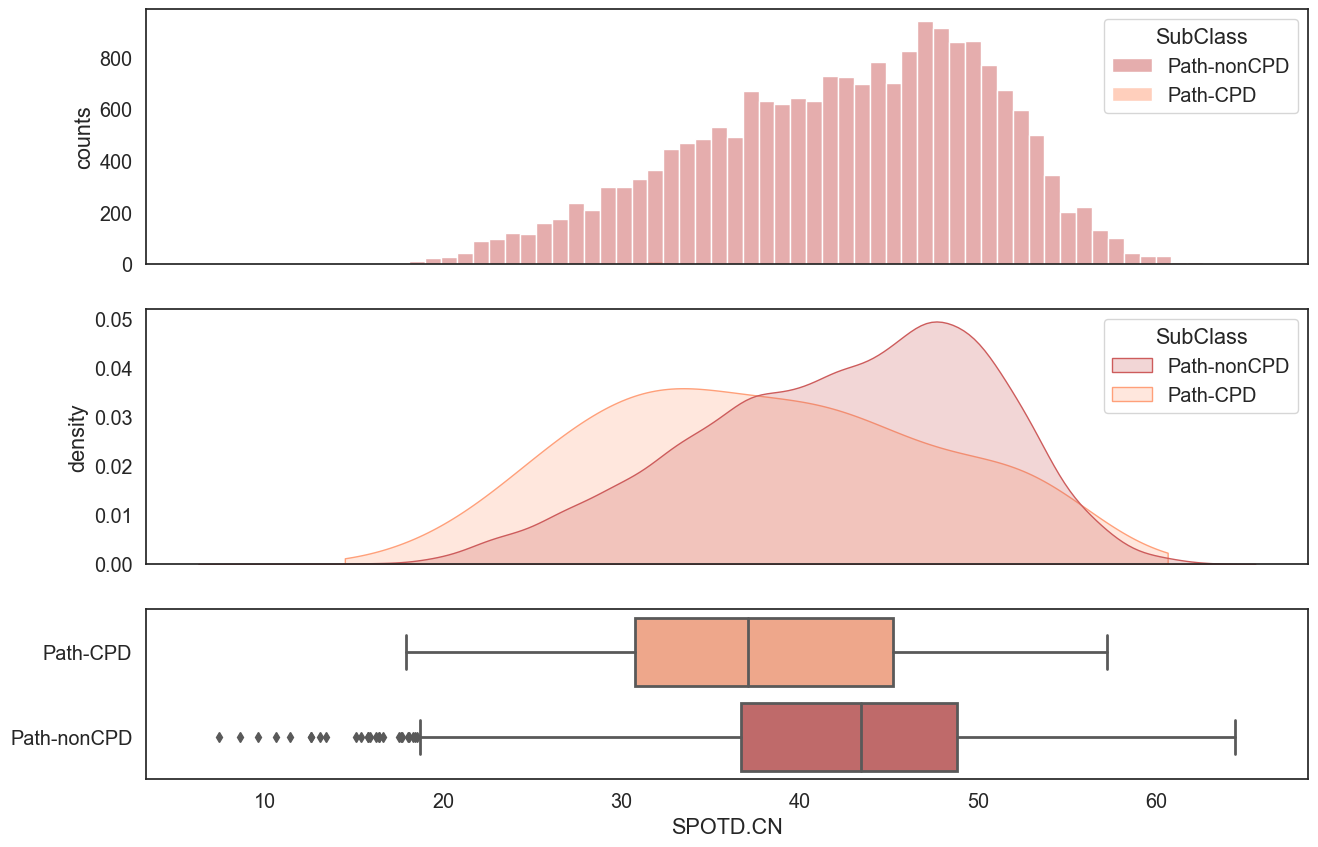 SubClass
Path-nonCPD
Path-CPD
counts
800
600
400
200
0
SubClass
Path-nonCPD
Path-CPD
density
0.05
0.04
0.03
0.02
0.01
0.00
Path-CPD
Path-nonCPD
10 20 30 40 50 60
SPOTD.CN